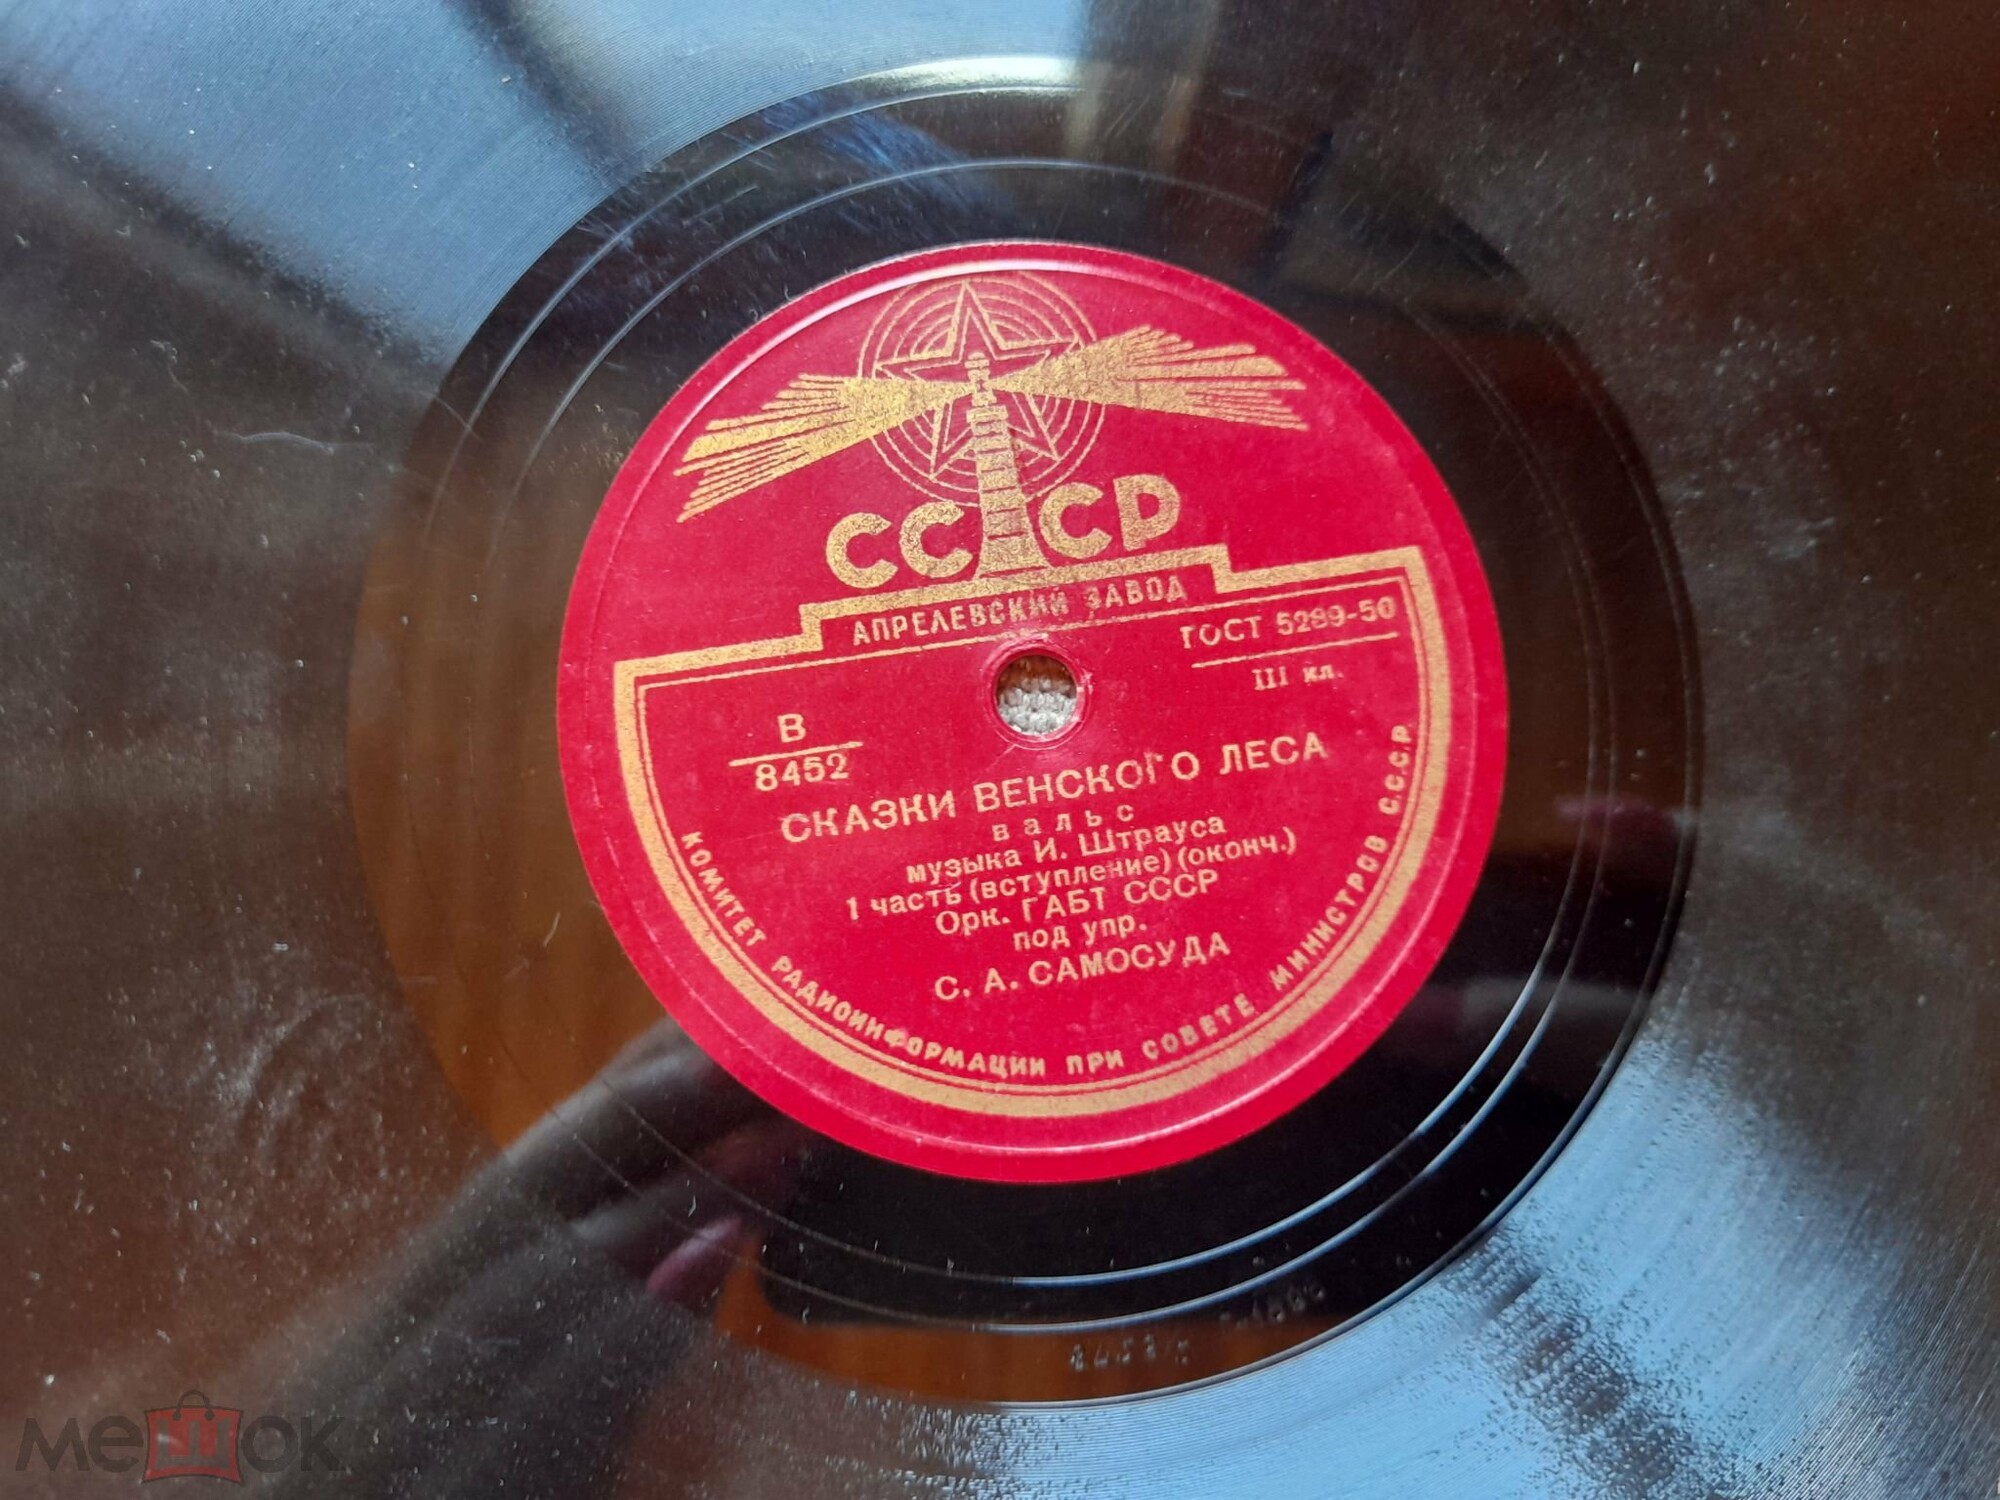 СССР
АПРЕЛЕВСКИЙ ЗАВОД
ГОСТ 5289-50
III кл.
В
8452
СКАЗКИ ВЕНСКОГО ЛЕСА
вальс
музыка И. Штрауса
1 часть (вступление) (оконч.)
Орк. ГАБТ СССР
под упр.
С. А. САМОСУДА
КОМИТЕТ РАДИОИНФОРМАЦИИ ПРИ СОВЕТЕ МИНИСТРОВ С.С.С.Р.
мешок